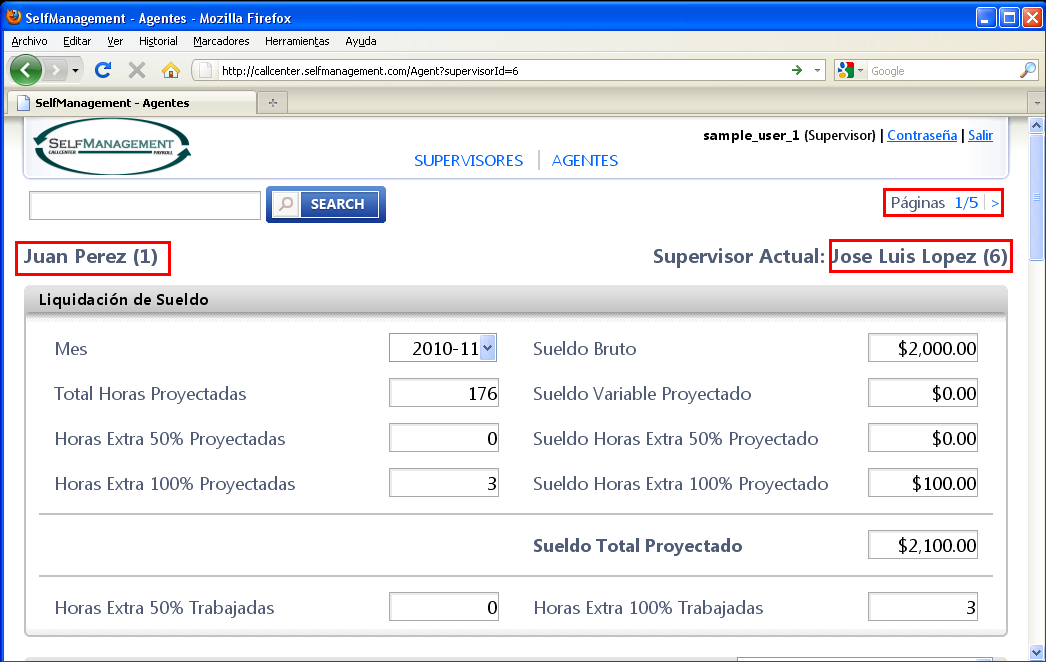 SelfManagement - Agentes - Mozilla Firefox
Archivo Editar Ver Historial Marcadores Herramientas Ayuda
http://callcenter.selfmanagement.com/Agent?supervisorId=6
Google
SelfManagement - Agentes
SELFMANAGEMENT
CALLCENTER PAYROLL
sample_user_1 (Supervisor) | Contraseña | Salir
SUPERVISORES | AGENTES
SEARCH
Páginas 1/5 | >
Juan Perez (1)
Supervisor Actual: Jose Luis Lopez (6)
Liquidación de Sueldo
Mes 2010-11 Sueldo Bruto $2,000.00
Total Horas Proyectadas 176 Sueldo Variable Proyectado $0.00
Horas Extra 50% Proyectadas 0 Sueldo Horas Extra 50% Proyectado $0.00
Horas Extra 100% Proyectadas 3 Sueldo Horas Extra 100% Proyectado $100.00
Sueldo Total Proyectado $2,100.00
Horas Extra 50% Trabajadas 0 Horas Extra 100% Trabajadas 3